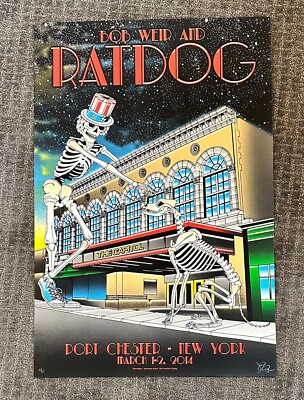 BOB WEIR AND
RATDOG
THE CAPITOL
PORT CHESTER - NEW YORK
MARCH 1-2, 2014